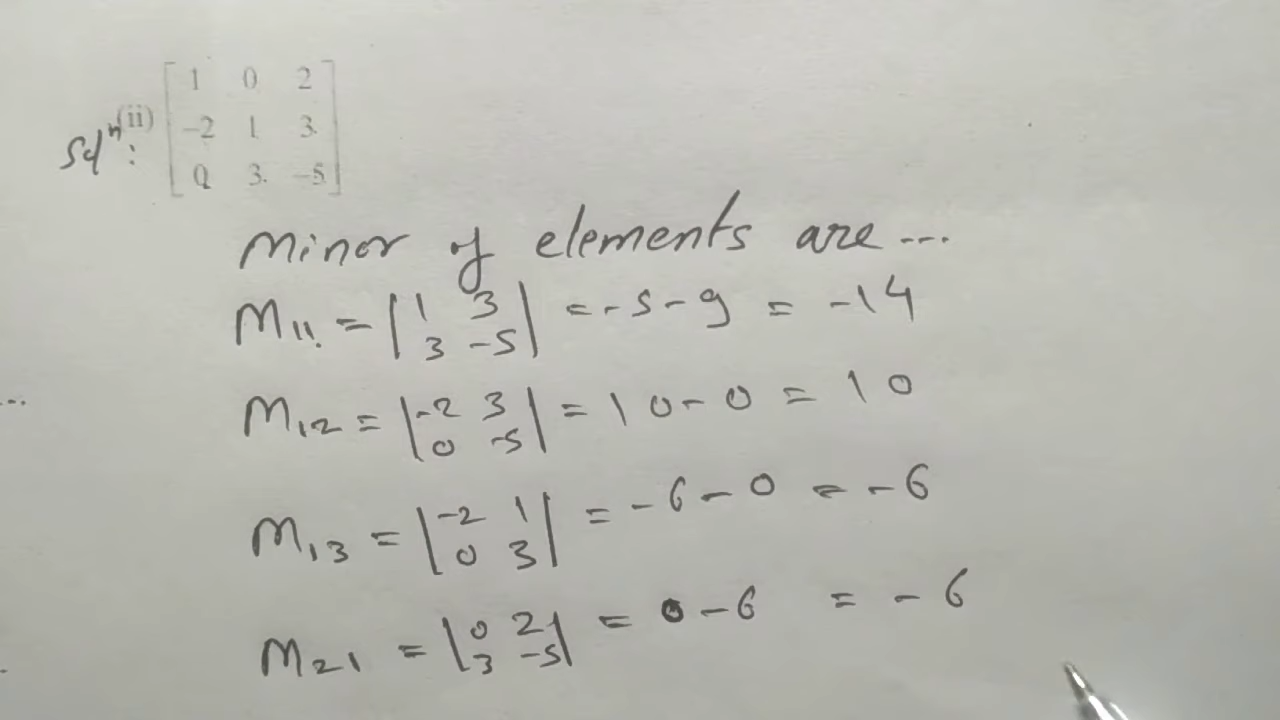 Solⁿ: (ii) [1 0 2
-2 1 3
0 3 -5]
Minor of elements are ...
M₁₁ = |1 3
3 -5| = -5 - 9 = -14
M₁₂ = |-2 3
0 -5| = 10 - 0 = 10
M₁₃ = |-2 1
0 3| = -6 - 0 = -6
M₂₁ = |0 2
3 -5| = 0 - 6 = -6